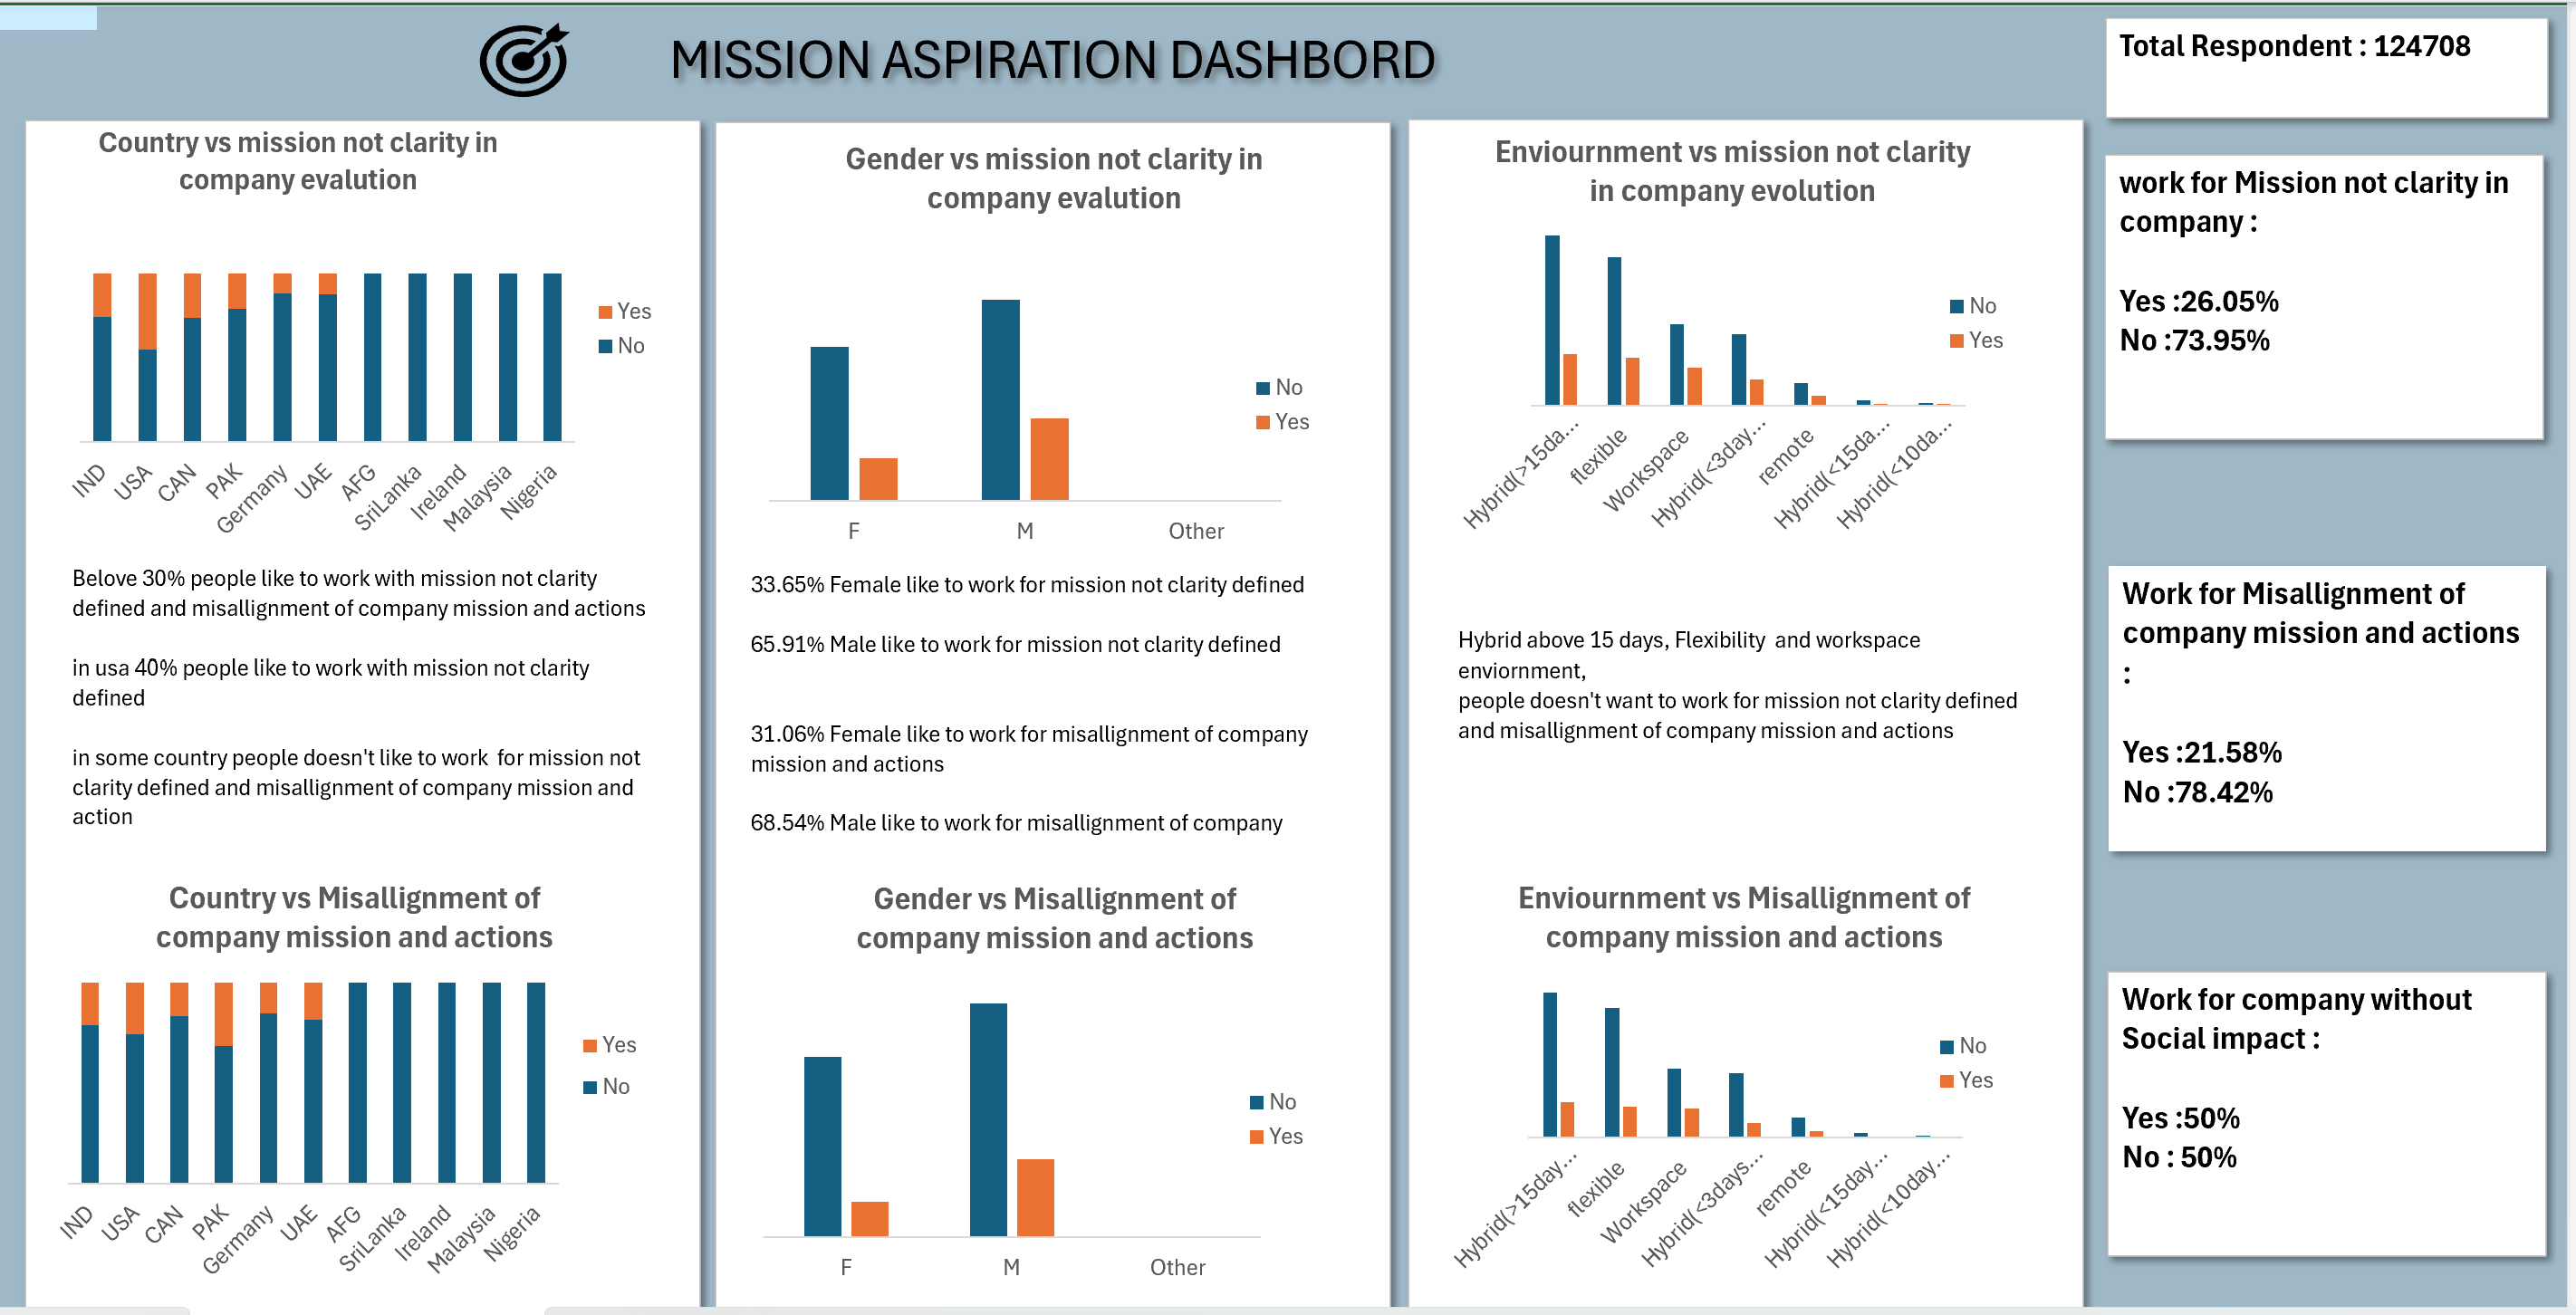 MISSION ASPIRATION DASHBORD
Total Respondent : 124708
Country vs mission not clarity in
company evalution
Yes
No
IND
USA
CAN
PAK
Germany
UAE
AFG
SriLanka
Ireland
Malaysia
Nigeria
Belove 30% people like to work with mission not clarity
defined and misallignment of company mission and actions
in usa 40% people like to work with mission not clarity
defined
in some country people doesn't like to work  for mission not
clarity defined and misallignment of company mission and
action
Country vs Misallignment of
company mission and actions
Yes
No
IND
USA
CAN
PAK
Germany
UAE
AFG
SriLanka
Ireland
Malaysia
Nigeria
Gender vs mission not clarity in
company evalution
No
Yes
F
M
Other
33.65% Female like to work for mission not clarity defined
65.91% Male like to work for mission not clarity defined
31.06% Female like to work for misallignment of company
mission and actions
68.54% Male like to work for misallignment of company
Gender vs Misallignment of
company mission and actions
No
Yes
F
M
Other
Enviournment vs mission not clarity
in company evolution
No
Yes
Hybrid(>15da...
flexible
Workspace
Hybrid(<3day...
remote
Hybrid(<15da...
Hybrid(<10da...
Hybrid above 15 days, Flexibility  and workspace
enviornment,
people doesn't want to work for mission not clarity defined
and misallignment of company mission and actions
Enviournment vs Misallignment of
company mission and actions
No
Yes
Hybrid(>15day...
flexible
Workspace
Hybrid(<3days...
remote
Hybrid(<15day...
Hybrid(<10day...
work for Mission not clarity in
company :
Yes :26.05%
No :73.95%
Work for Misallignment of
company mission and actions
:
Yes :21.58%
No :78.42%
Work for company without
Social impact :
Yes :50%
No : 50%